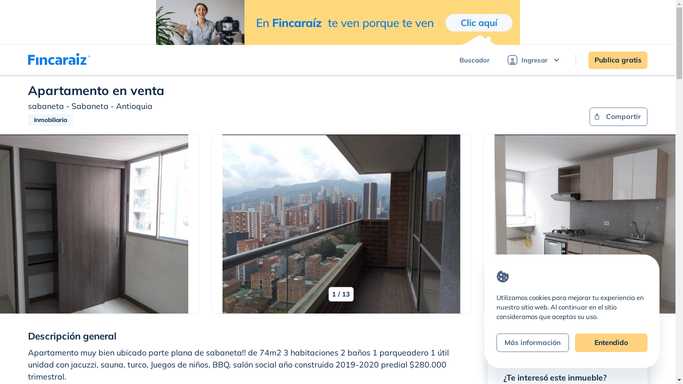 En Fincaraíz te ven porque te ven
Clic aquí
Fincaraíz
Buscador
Ingresar
Publica gratis
Apartamento en venta
sabaneta - Sabaneta - Antioquia
Inmobiliaria
Compartir
1 / 13
Descripción general
Apartamento muy bien ubicado parte plana de sabaneta!! de 74m2 3 habitaciones 2 baños 1 parqueadero 1 útil
unidad con jacuzzi, sauna, turco, Juegos de niños, BBQ, salón social año construida 2019-2020 predial $280.000
trimestral.
Utilizamos cookies para mejorar tu experiencia en
nuestro sitio web. Al continuar en el sitio
consideramos que aceptas su uso.
Más información
Entendido
¿Te interesó este inmueble?